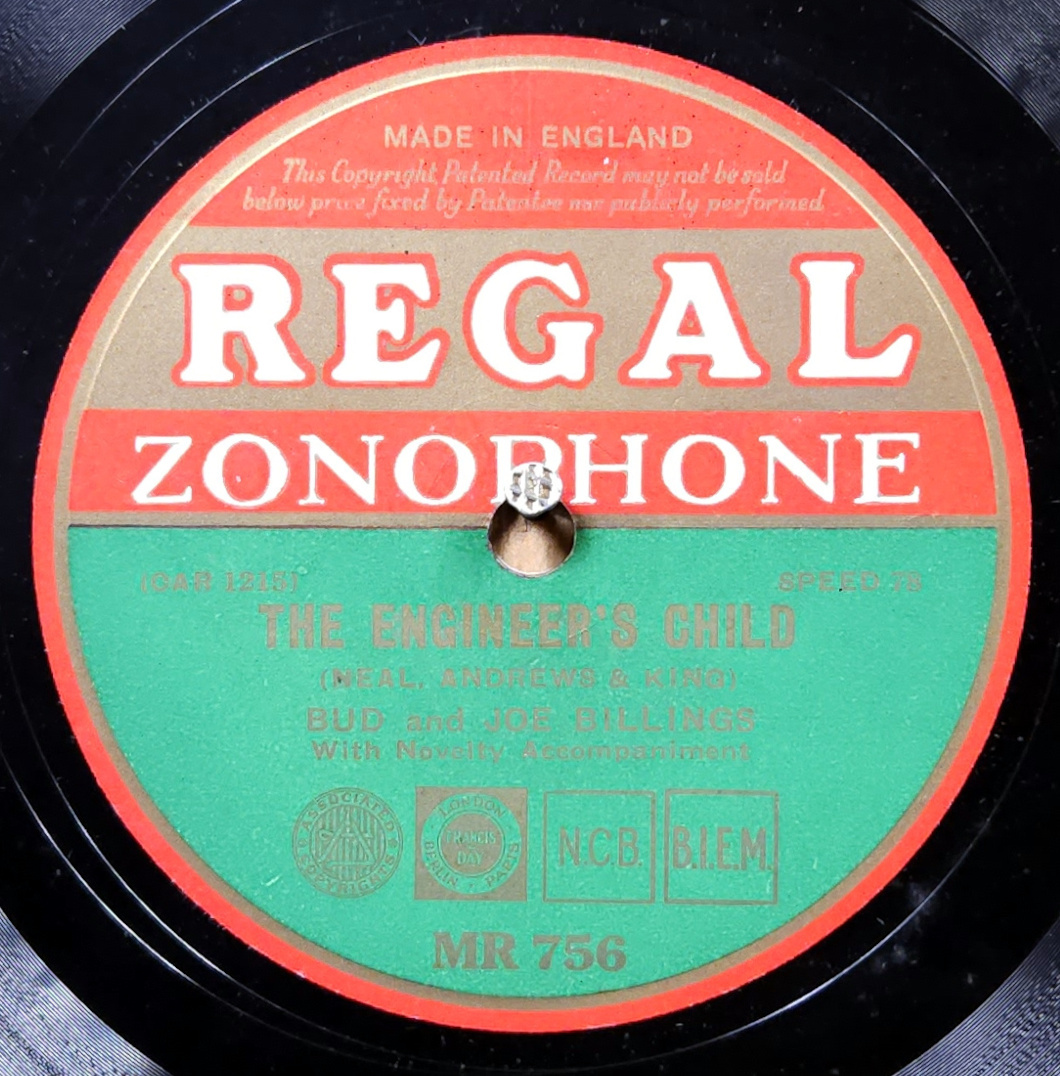 MADE IN ENGLAND
This Copyright Patented Record may not be sold
below price fixed by Patentee nor publicly performed.
REGAL
ZONOPHONE
(OAR 1215)
SPEED 78
THE ENGINEER'S CHILD
(NEAL, ANDREWS & KING)
BUD and JOE BILLINGS
With Novelty Accompaniment
ASSOCIATED COPYRIGHTS
LONDON
FRANCIS
DAY
BERLIN · PARIS
N.C.B.
B.I.E.M.
MR 756